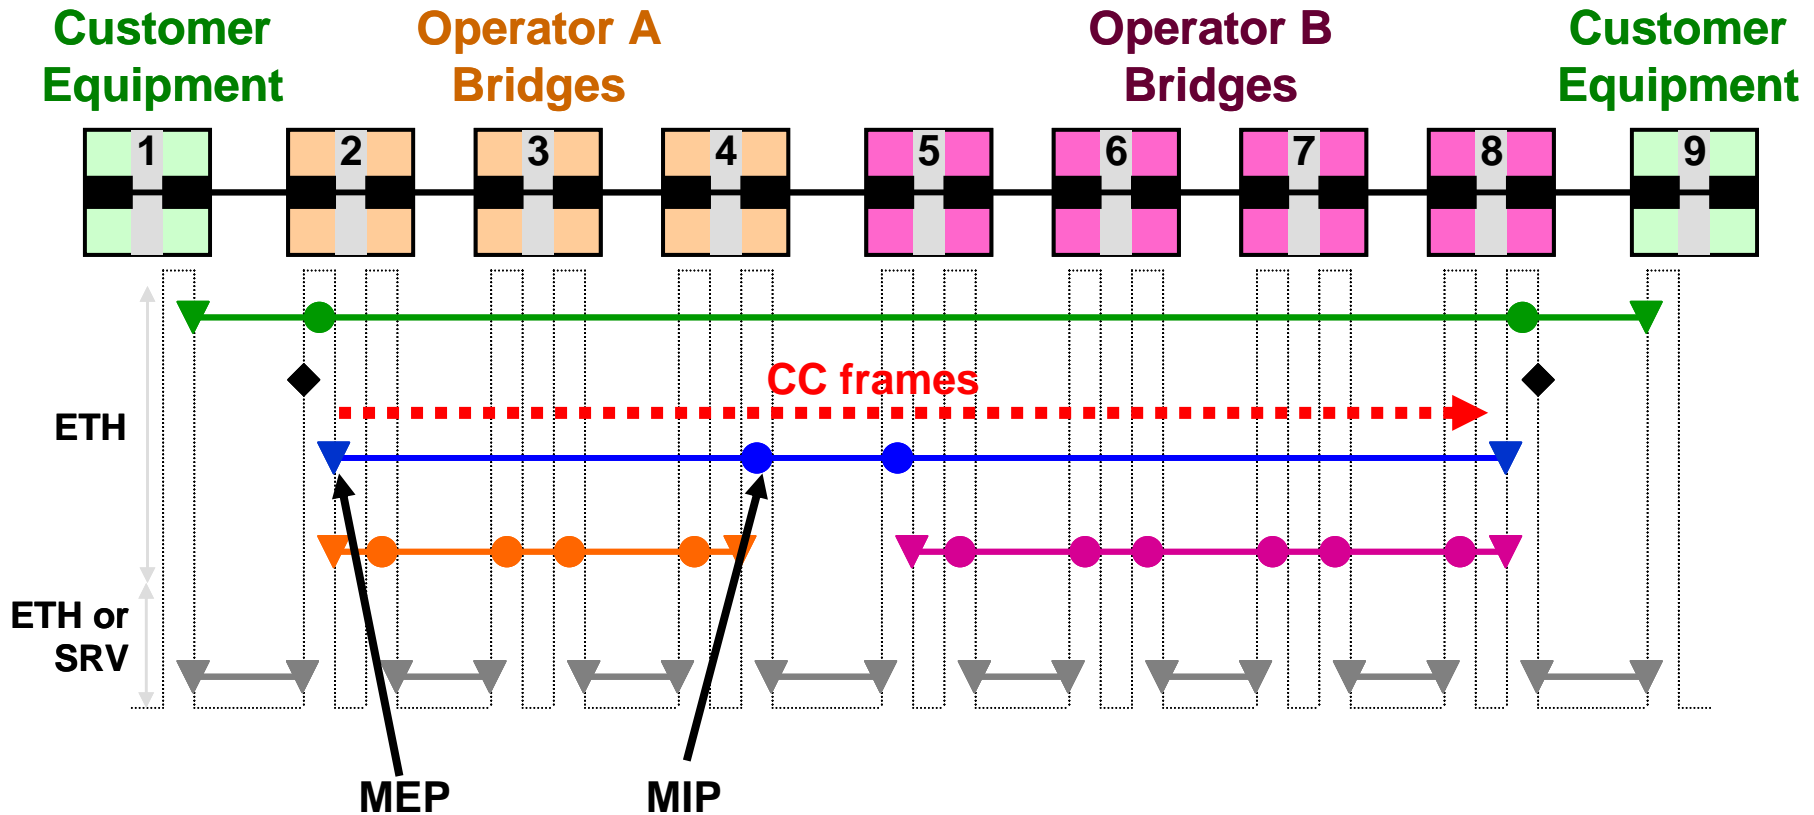 Customer
Equipment
Operator A
Bridges
Operator B
Bridges
Customer
Equipment
1
2
3
4
5
6
7
8
9
CC frames
ETH
ETH or
SRV
MEP
MIP